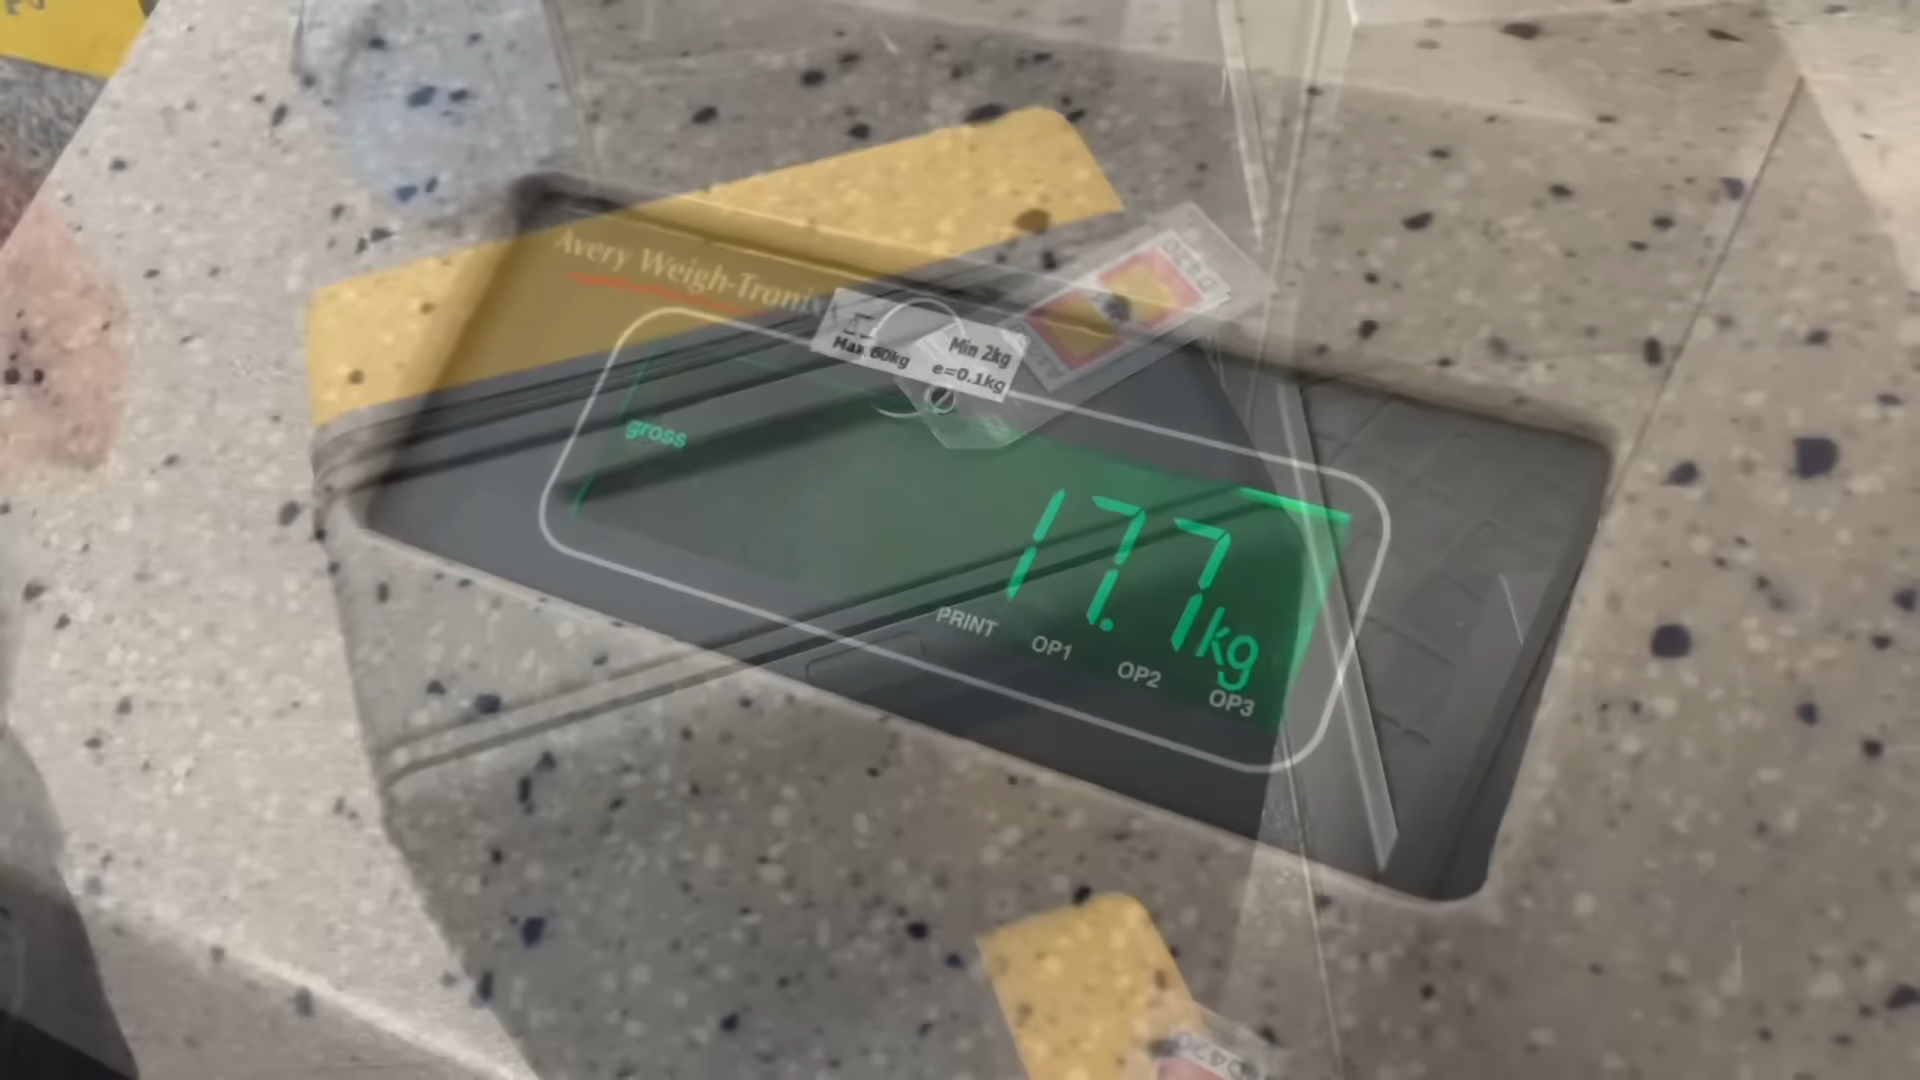 Avery Weigh-Tronix
Max 60kg
Min 2kg
e=0.1kg
gross
17.7kg
PRINT
OP1
OP2
OP3